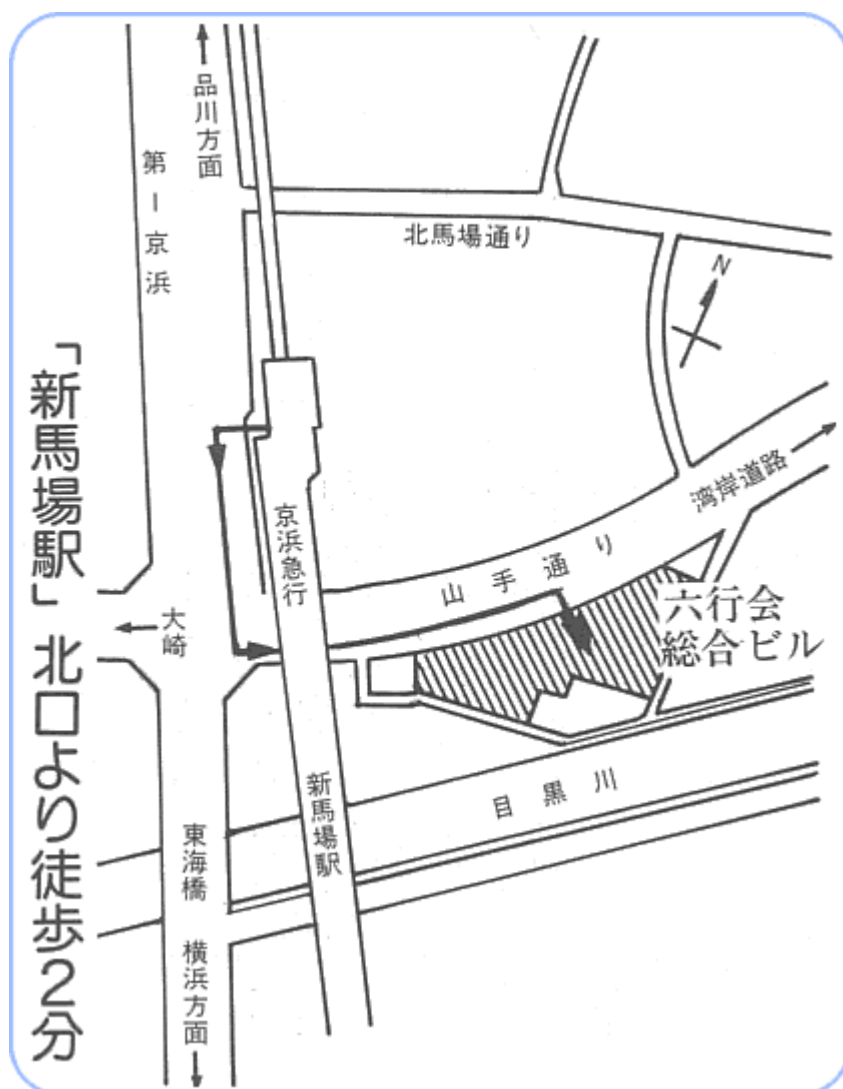 「新馬場駅」北口より徒歩2分
品川方面
第一京浜
北馬場通り
N
湾岸道路
山手通り
京浜急行
大崎
六行会
総合ビル
目黒川
新馬場駅
東海橋
横浜方面